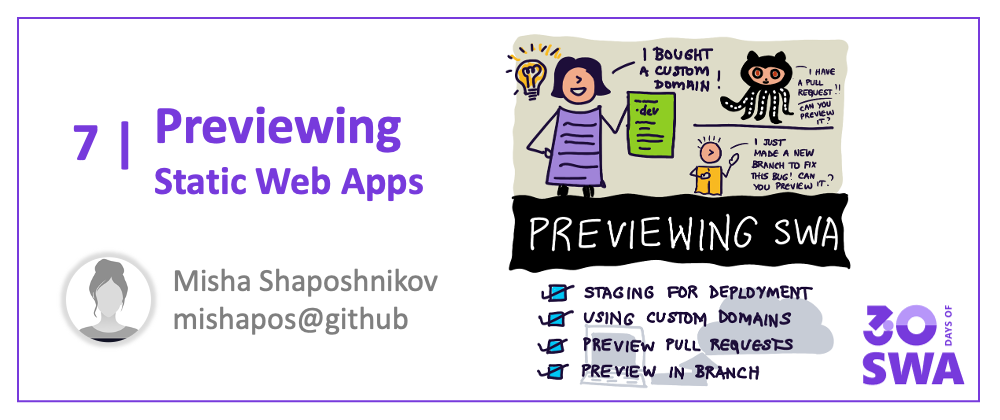 7 |
Previewing
Static Web Apps
Misha Shaposhnikov
mishapos@github
I BOUGHT
A CUSTOM
DOMAIN!
.dev
I HAVE
A PULL
REQUEST!!
CAN YOU
PREVIEW
IT?
I JUST
MADE A NEW
BRANCH TO FIX
THIS BUG! CAN
YOU PREVIEW IT?
PREVIEWING SWA
STAGING FOR DEPLOYMENT
USING CUSTOM DOMAINS
PREVIEW PULL REQUESTS
PREVIEW IN BRANCH
30
DAYS OF
SWA